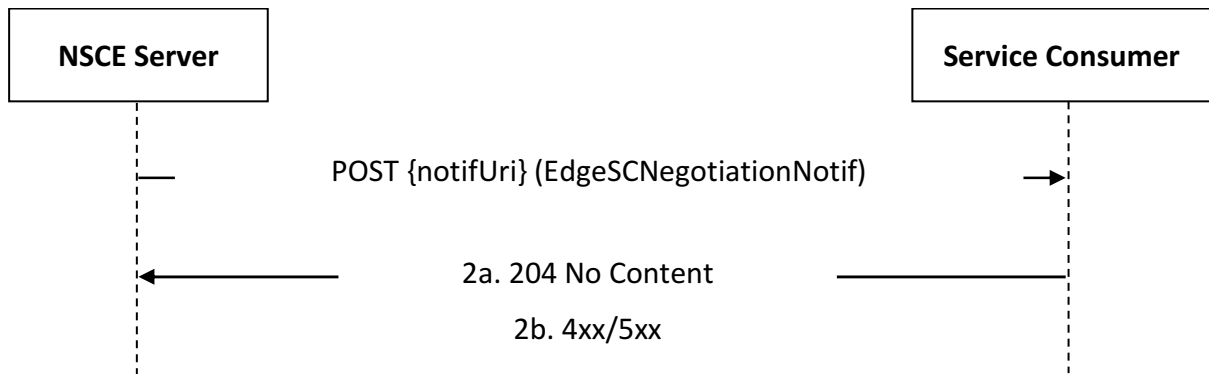 NSCE Server
Service Consumer
POST {notifUri} (EdgeSCNegotiationNotif)
2a. 204 No Content
2b. 4xx/5xx